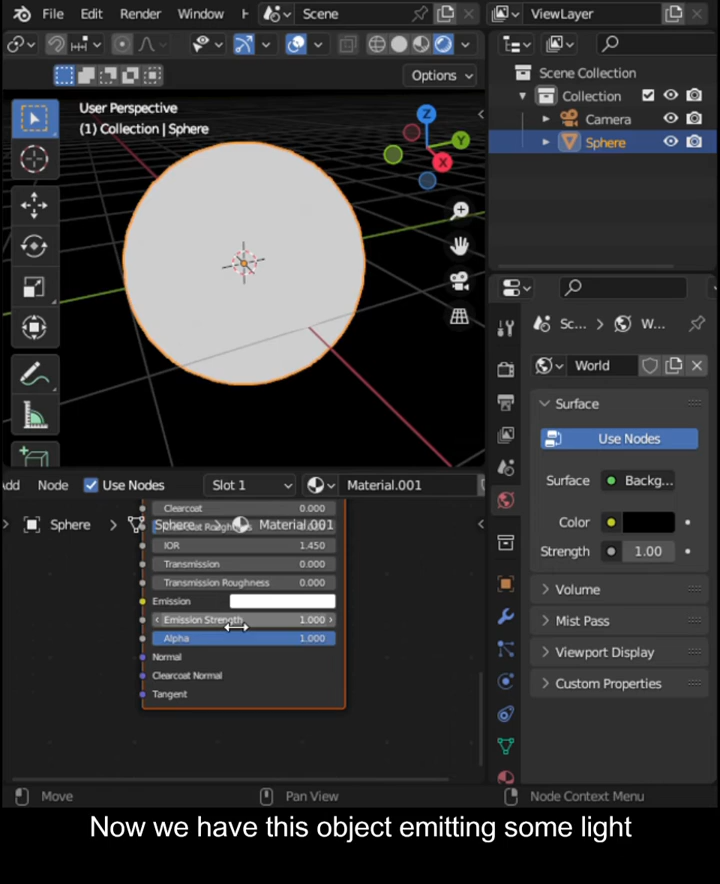 File Edit Render Window Scene ViewLayer
Options
User Perspective
(1) Collection | Sphere
Z
Y
X
Scene Collection
Collection
Camera
Sphere
Sc... > W...
World
Surface
Use Nodes
Surface Backg...
Color
Strength 1.00
Volume
Mist Pass
Viewport Display
Custom Properties
dd Node Use Nodes Slot 1 Material.001
Clearcoat 0.000
Sphere > Sphere > Material.001
IOR 1.450
Transmission 0.000
Transmission Roughness 0.000
Emission
Emission Strength 1.000
Alpha 1.000
Normal
Clearcoat Normal
Tangent
Move Pan View Node Context Menu
Now we have this object emitting some light